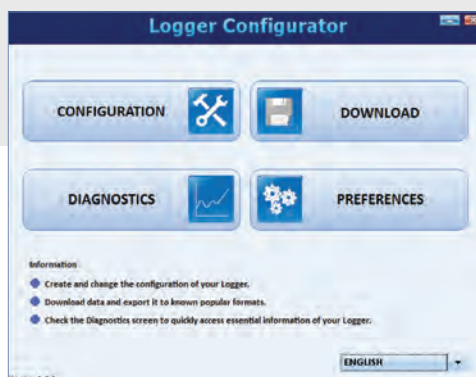 Logger Configurator
CONFIGURATION
DOWNLOAD
DIAGNOSTICS
PREFERENCES
Information
Create and change the configuration of your Logger.
Download data and export it to known popular formats.
Check the Diagnostics screen to quickly access essential information of your Logger.
ENGLISH